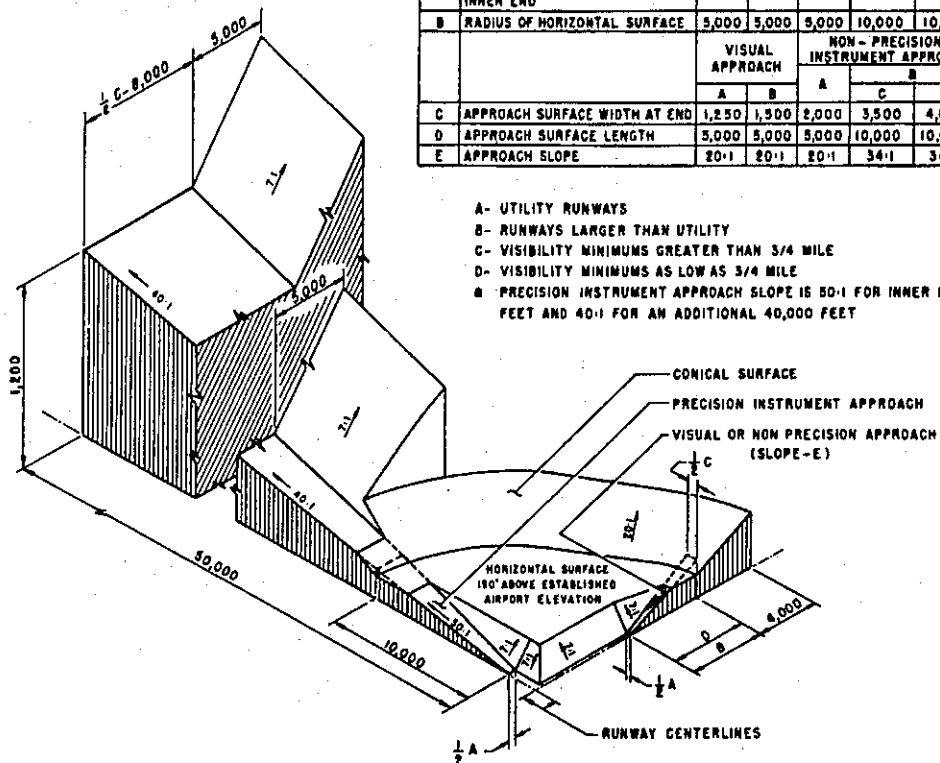 INNER END
B RADIUS OF HORIZONTAL SURFACE 5,000 5,000 5,000 10,000 10,
VISUAL APPROACH
NON-PRECISION
INSTRUMENT APPRO
A B A B
C
C APPROACH SURFACE WIDTH AT END 1,250 1,500 2,000 3,500 4,
D APPROACH SURFACE LENGTH 5,000 5,000 5,000 10,000 10,
E APPROACH SLOPE 20:1 20:1 20:1 34:1 3
A- UTILITY RUNWAYS
B- RUNWAYS LARGER THAN UTILITY
C- VISIBILITY MINIMUMS GREATER THAN 3/4 MILE
D- VISIBILITY MINIMUMS AS LOW AS 3/4 MILE
PRECISION INSTRUMENT APPROACH SLOPE IS 50:1 FOR INNER
FEET AND 40:1 FOR AN ADDITIONAL 40,000 FEET
5,000
1/2 C-8,000
7:1
40:1
5,000
1,200
7:1
CONICAL SURFACE
PRECISION INSTRUMENT APPROACH
VISUAL OR NON PRECISION APPROACH
(SLOPE-E)
1/2 C
40:1
20:1
50,000
HORIZONTAL SURFACE
150' ABOVE ESTABLISHED
AIRPORT ELEVATION
50:1
7:1
7:1
7:1
7:1
10,000
4,000
D
B
1/2 A
RUNWAY CENTERLINES
1/2 A